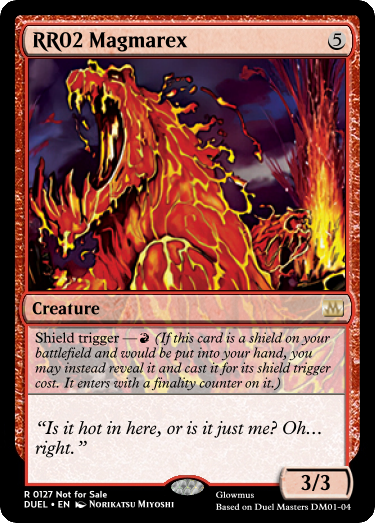 RR02 Magmarex 5
Creature
Shield trigger — (If this card is a shield on your
battlefield and would be put into your hand, you
may instead reveal it and cast it for its shield trigger
cost. It enters with a finality counter on it.)
“Is it hot in here, or is it just me? Oh…
right.”
3/3
R 0127 Not for Sale
DUEL • EN Norikatsu Miyoshi
Glowmus
Based on Duel Masters DM01-04